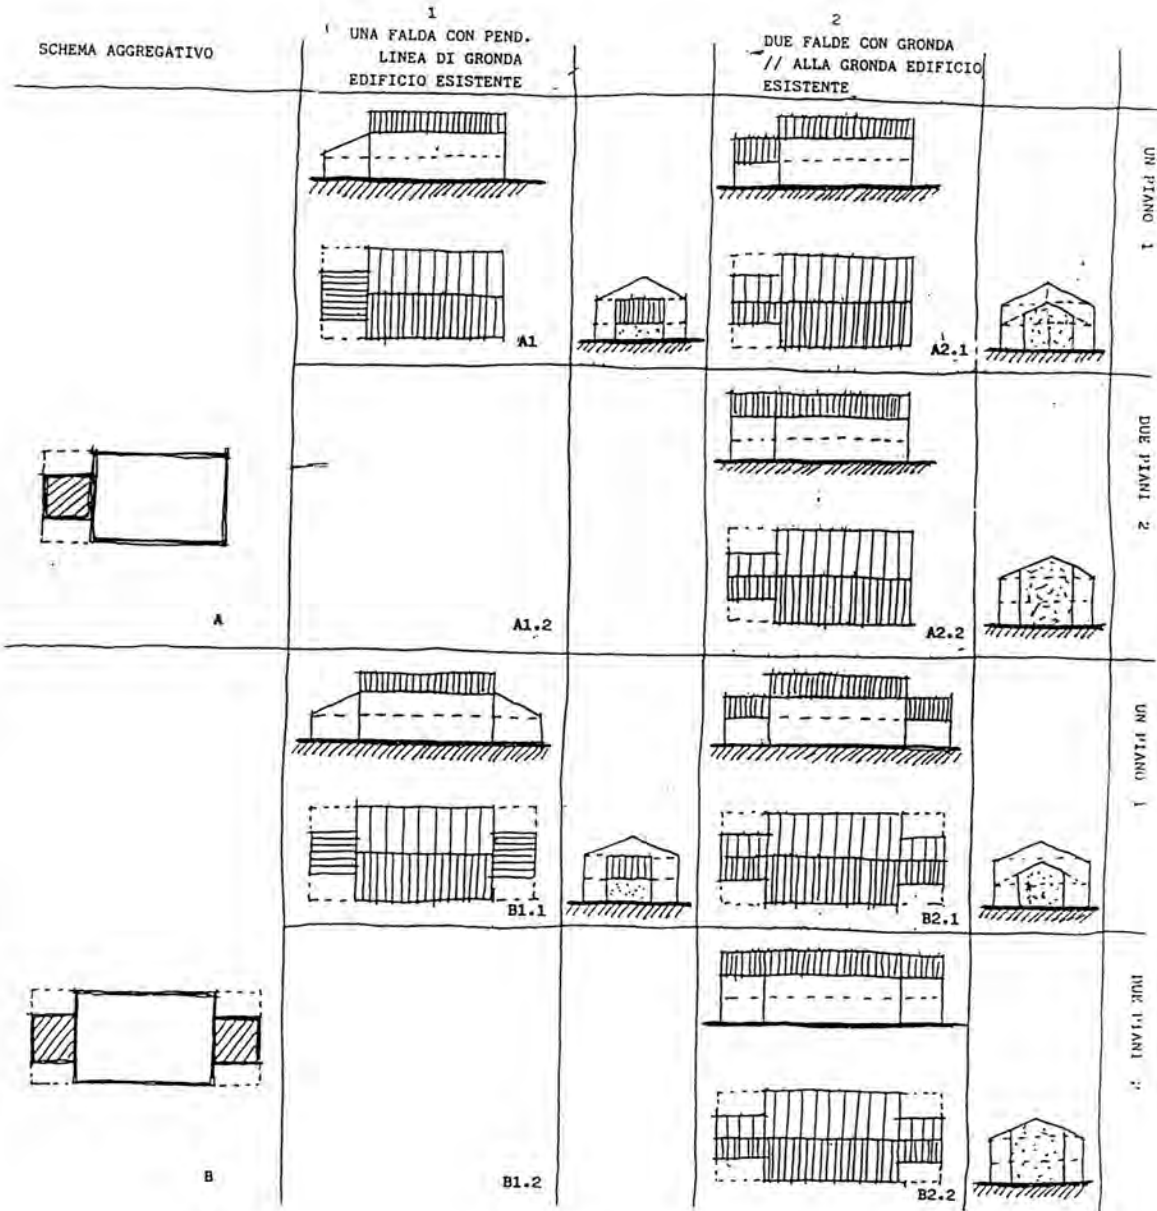 SCHEMA AGGREGATIVO
1
UNA FALDA CON PEND.
LINEA DI GRONDA
EDIFICIO ESISTENTE
2
DUE FALDE CON GRONDA
// ALLA GRONDA EDIFICIO
ESISTENTE
A1
A2.1
UN PIANO 1
A
A1.2
A2.2
DUE PIANI 2
B1.1
B2.1
UN PIANO 1
B
B1.2
B2.2
DUE PIANI